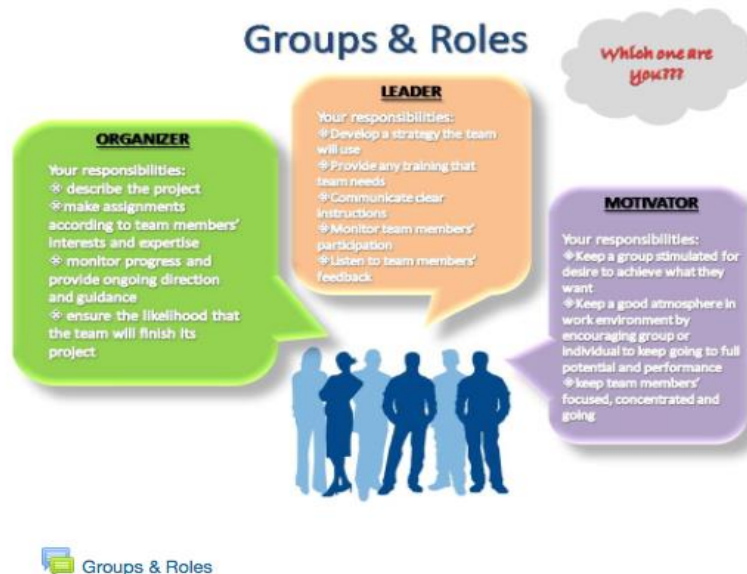 Groups & Roles
Which one are
you???
ORGANIZER
Your responsibilities:
※ describe the project
※make assignments
according to team members'
interests and expertise
※ monitor progress and
provide ongoing direction
and guidance
※ ensure the likelihood that
the team will finish its
project
LEADER
Your responsibilities:
※Develop a strategy the team
will use
※Provide any training that
team needs
※Communicate clear
instructions
※Monitor team members'
participation
※Listen to team members'
feedback
MOTIVATOR
Your responsibilities:
※Keep a group stimulated for
desire to achieve what they
want
※Keep a good atmosphere in
work environment by
encouraging group or
individual to keep going to full
potential and performance
※keep team members'
focused, concentrated and
going
Groups & Roles